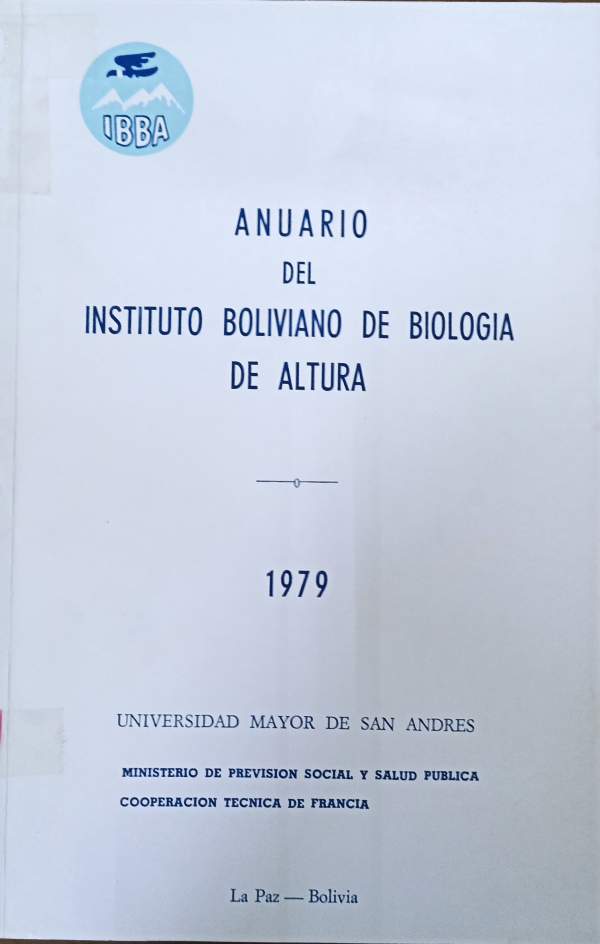 IBBA
ANUARIO
DEL
INSTITUTO BOLIVIANO DE BIOLOGIA
DE ALTURA
1979
UNIVERSIDAD MAYOR DE SAN ANDRES
MINISTERIO DE PREVISION SOCIAL Y SALUD PUBLICA
COOPERACION TECNICA DE FRANCIA
La Paz — Bolivia